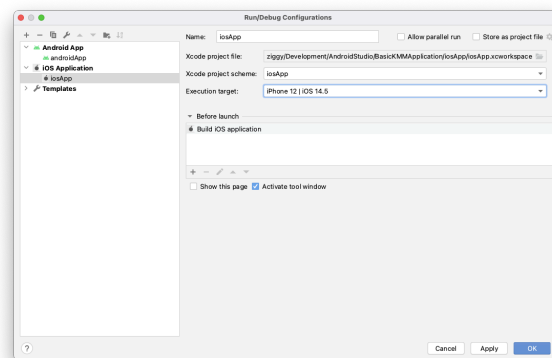 Run/Debug Configurations
Android App
androidApp
iOS Application
iosApp
Templates
Name: iosApp
Allow parallel run
Store as project file
Xcode project file: ziggy/Development/AndroidStudio/BasicKMMApplication/iosApp/iosApp.xcworkspace
Xcode project scheme: iosApp
Execution target: iPhone 12 | iOS 14.5
Before launch
Build iOS application
Show this page Activate tool window
?
Cancel Apply OK